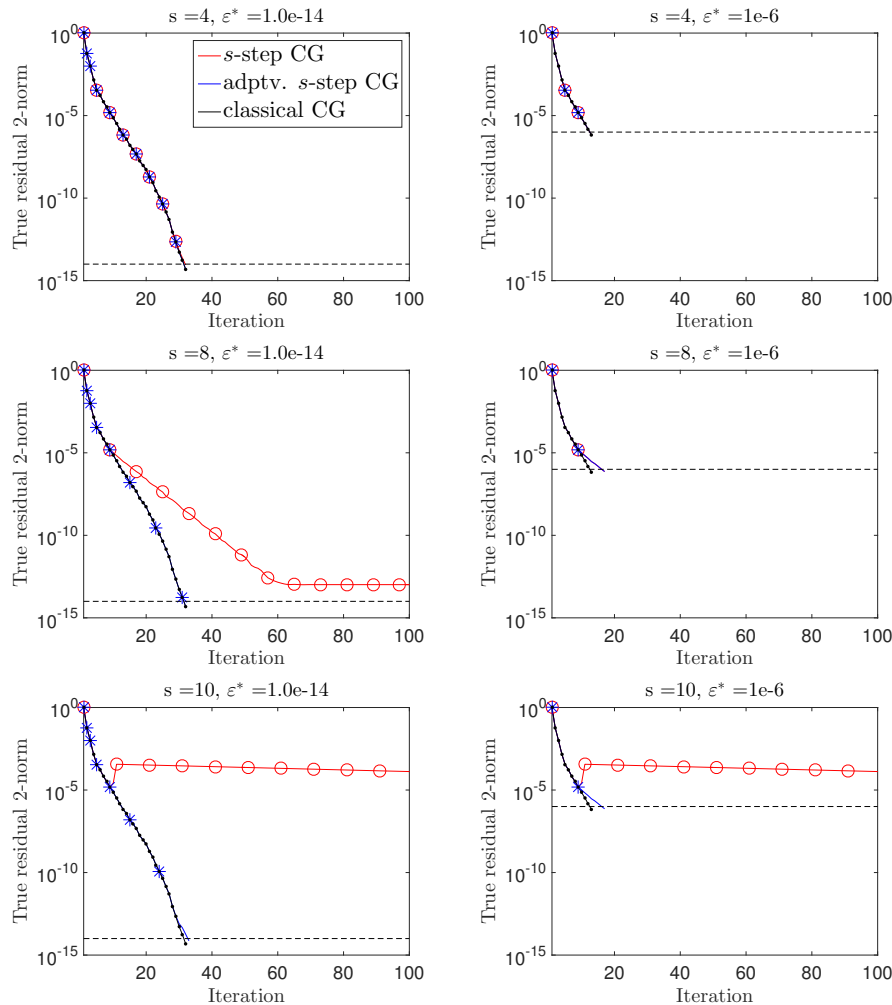 s =4, ε* =1.0e-14
10^0
10^-5
10^-10
10^-15
True residual 2-norm
s-step CG
adptv. s-step CG
classical CG
20 40 60 80 100
Iteration
s =4, ε* =1e-6
10^0
10^-5
10^-10
10^-15
True residual 2-norm
20 40 60 80 100
Iteration
s =8, ε* =1.0e-14
10^0
10^-5
10^-10
10^-15
True residual 2-norm
20 40 60 80 100
Iteration
s =8, ε* =1e-6
10^0
10^-5
10^-10
10^-15
True residual 2-norm
20 40 60 80 100
Iteration
s =10, ε* =1.0e-14
10^0
10^-5
10^-10
10^-15
True residual 2-norm
20 40 60 80 100
Iteration
s =10, ε* =1e-6
10^0
10^-5
10^-10
10^-15
True residual 2-norm
20 40 60 80 100
Iteration